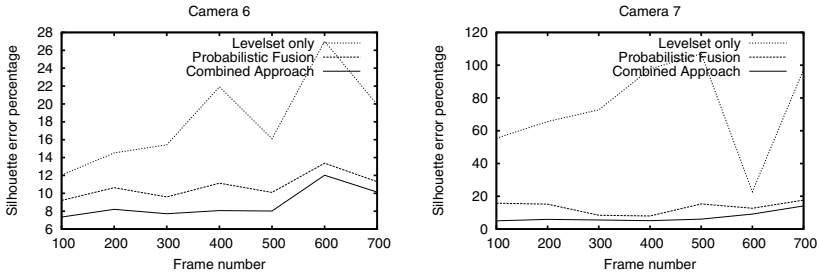 Camera 6
Silhouette error percentage
28
26
24
22
20
18
16
14
12
10
8
6
Levelset only
Probabilistic Fusion
Combined Approach
100 200 300 400 500 600 700
Frame number
Camera 7
Silhouette error percentage
120
100
80
60
40
20
0
Levelset only
Probabilistic Fusion
Combined Approach
100 200 300 400 500 600 700
Frame number